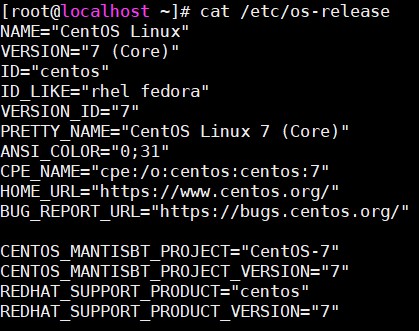 [root@localhost ~]# cat /etc/os-release
NAME="CentOS Linux"
VERSION="7 (Core)"
ID="centos"
ID_LIKE="rhel fedora"
VERSION_ID="7"
PRETTY_NAME="CentOS Linux 7 (Core)"
ANSI_COLOR="0;31"
CPE_NAME="cpe:/o:centos:centos:7"
HOME_URL="https://www.centos.org/"
BUG_REPORT_URL="https://bugs.centos.org/"

CENTOS_MANTISBT_PROJECT="CentOS-7"
CENTOS_MANTISBT_PROJECT_VERSION="7"
REDHAT_SUPPORT_PRODUCT="centos"
REDHAT_SUPPORT_PRODUCT_VERSION="7"